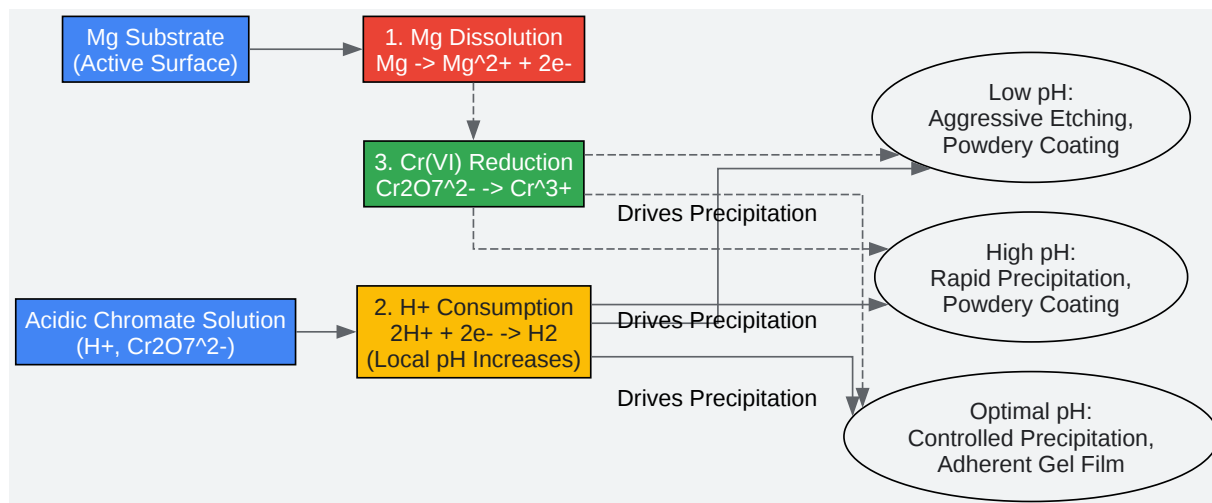 Mg Substrate
(Active Surface)
1. Mg Dissolution
Mg -> Mg^2+ + 2e-
Low pH:
Aggressive Etching,
Powdery Coating
3. Cr(VI) Reduction
Cr2O7^2- -> Cr^3+
Drives Precipitation
High pH:
Rapid Precipitation,
Powdery Coating
Acidic Chromate Solution
(H+, Cr2O7^2-)
2. H+ Consumption
2H+ + 2e- -> H2
(Local pH Increases)
Drives Precipitation
Drives Precipitation
Optimal pH:
Controlled Precipitation,
Adherent Gel Film